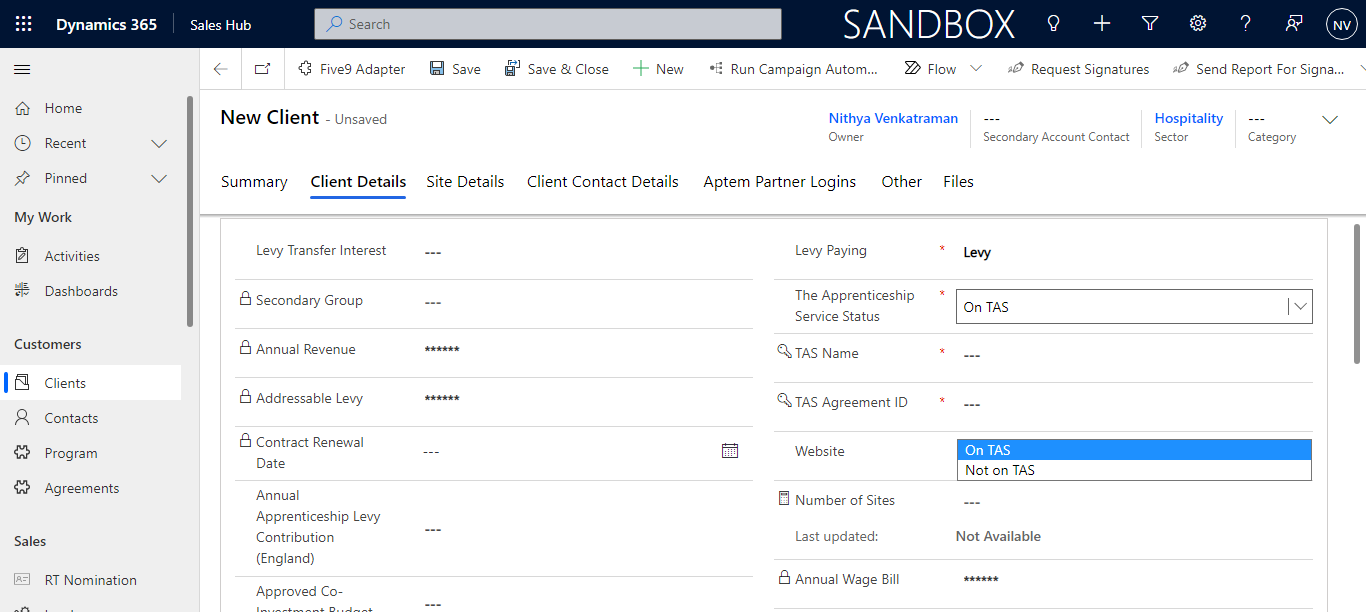 Dynamics 365
Sales Hub
Search
SANDBOX
NV
Five9 Adapter
Save
Save & Close
New
Run Campaign Autom...
Flow
Request Signatures
Send Report For Signa...
Home
Recent
Pinned
My Work
Activities
Dashboards
Customers
Clients
Contacts
Program
Agreements
Sales
RT Nomination
New Client - Unsaved
Nithya Venkatraman
Owner
---
Secondary Account Contact
Hospitality
Sector
---
Category
Summary
Client Details
Site Details
Client Contact Details
Aptem Partner Logins
Other
Files
Levy Transfer Interest
---
Secondary Group
---
Annual Revenue
******
Addressable Levy
******
Contract Renewal
Date
---
Annual
Apprenticeship Levy
Contribution
(England)
---
Approved Co-
Investment Budget
---
Levy Paying
*
Levy
The Apprenticeship
Service Status
*
On TAS
TAS Name
*
---
TAS Agreement ID
*
---
Website
On TAS
Not on TAS
Number of Sites
---
Last updated:
Not Available
Annual Wage Bill
******